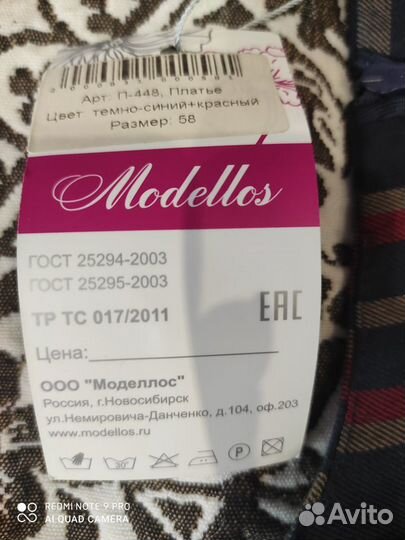 Арт: П-448, Платье
Цвет: темно-синий+красный
Размер: 58
Modellos
ГОСТ 25294-2003
ГОСТ 25295-2003
ТР ТС 017/2011
ЕАС
Цена:
ООО "Моделлос"
Россия, г.Новосибирск
ул.Немировича-Данченко, д.104, оф.203
www.modellos.ru
30°
P
REDMI NOTE 9 PRO
AI QUAD CAMERA
Avito